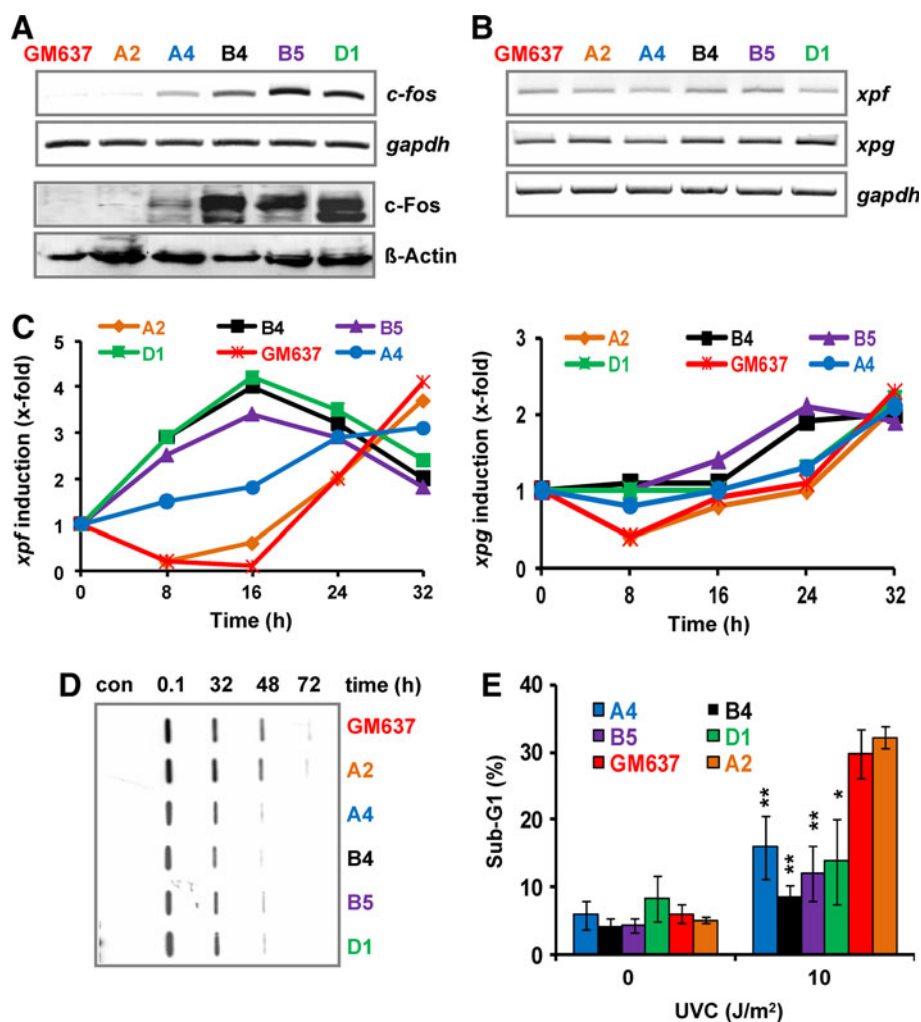 A
GM637 A2 A4 B4 B5 D1
c-fos
gapdh
c-Fos
ß-Actin
B
GM637 A2 A4 B4 B5 D1
xpf
xpg
gapdh
C
A2 B4 B5
D1 GM637 A4
xpf induction (x-fold)
5
4
3
2
1
0
0 8 16 24 32
Time (h)
A2 B4 B5
D1 GM637 A4
xpg induction (x-fold)
3
2
1
0
0 8 16 24 32
Time (h)
D
con 0.1 32 48 72 time (h)
GM637
A2
A4
B4
B5
D1
E
A4 B4
B5 D1
GM637 A2
Sub-G1 (%)
40
30
20
10
0
** ** ** *
0 10
UVC (J/m²)